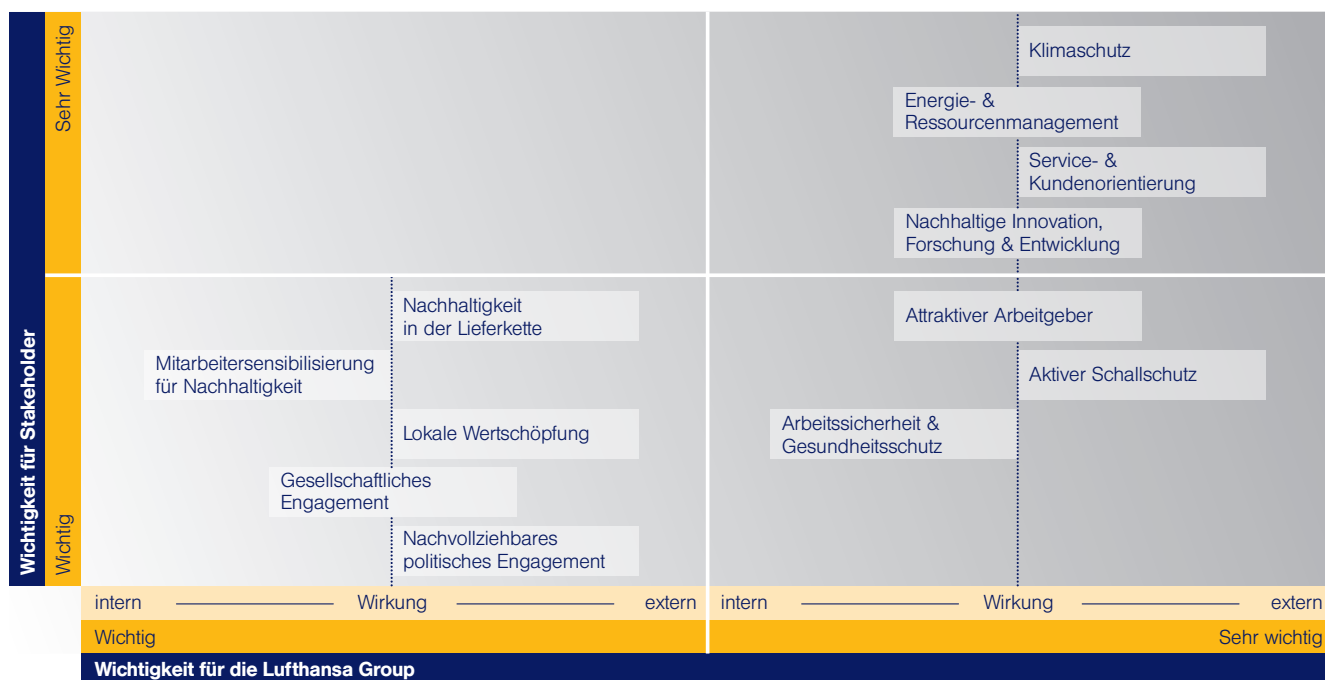 Wichtigkeit für Stakeholder
Sehr Wichtig
Wichtig
Klimaschutz
Energie- &
Ressourcenmanagement
Service- &
Kundenorientierung
Nachhaltige Innovation,
Forschung & Entwicklung
Nachhaltigkeit
in der Lieferkette
Mitarbeitersensibilisierung
für Nachhaltigkeit
Lokale Wertschöpfung
Gesellschaftliches
Engagement
Nachvollziehbares
politisches Engagement
Attraktiver Arbeitgeber
Aktiver Schallschutz
Arbeitssicherheit &
Gesundheitsschutz
intern Wirkung extern
intern Wirkung extern
Wichtig
Sehr wichtig
Wichtigkeit für die Lufthansa Group